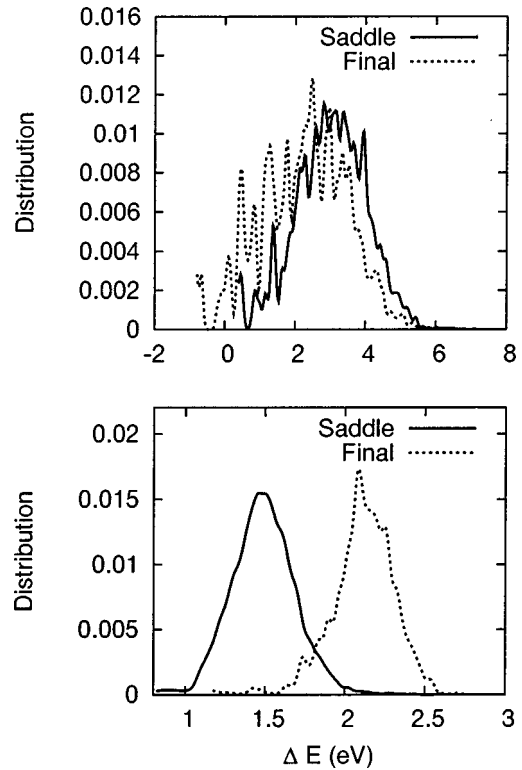 0.016
Saddle
0.014
Final
0.012
0.01
0.008
0.006
0.004
0.002
0
Distribution
-2 0 2 4 6 8
Saddle
0.02
Final
0.015
0.01
0.005
0
Distribution
1 1.5 2 2.5 3
Δ E (eV)